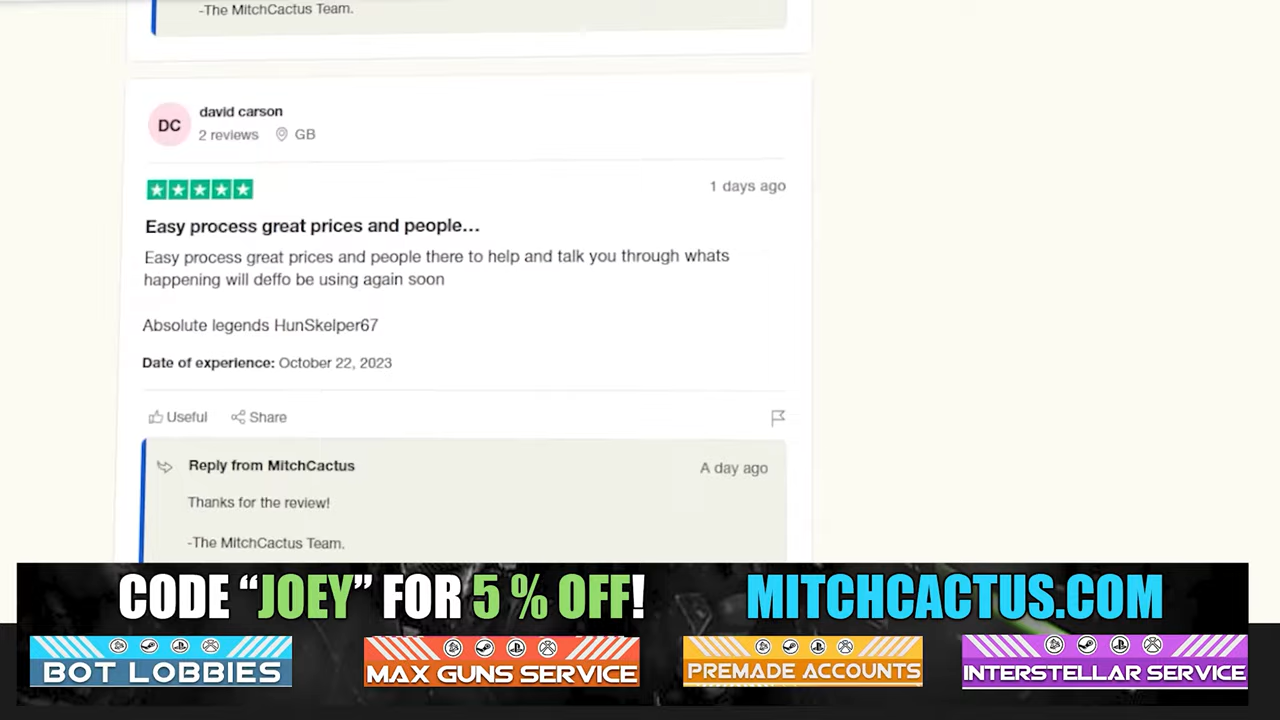 -The MitchCactus Team.
DC
david carson
2 reviews GB
1 days ago
Easy process great prices and people...
Easy process great prices and people there to help and talk you through whats
happening will deffo be using again soon
Absolute legends HunSkelper67
Date of experience: October 22, 2023
Useful Share
Reply from MitchCactus
A day ago
Thanks for the review!
-The MitchCactus Team.
CODE “JOEY” FOR 5 % OFF!
MITCHCACTUS.COM
BOT LOBBIES
MAX GUNS SERVICE
PREMADE ACCOUNTS
INTERSTELLAR SERVICE